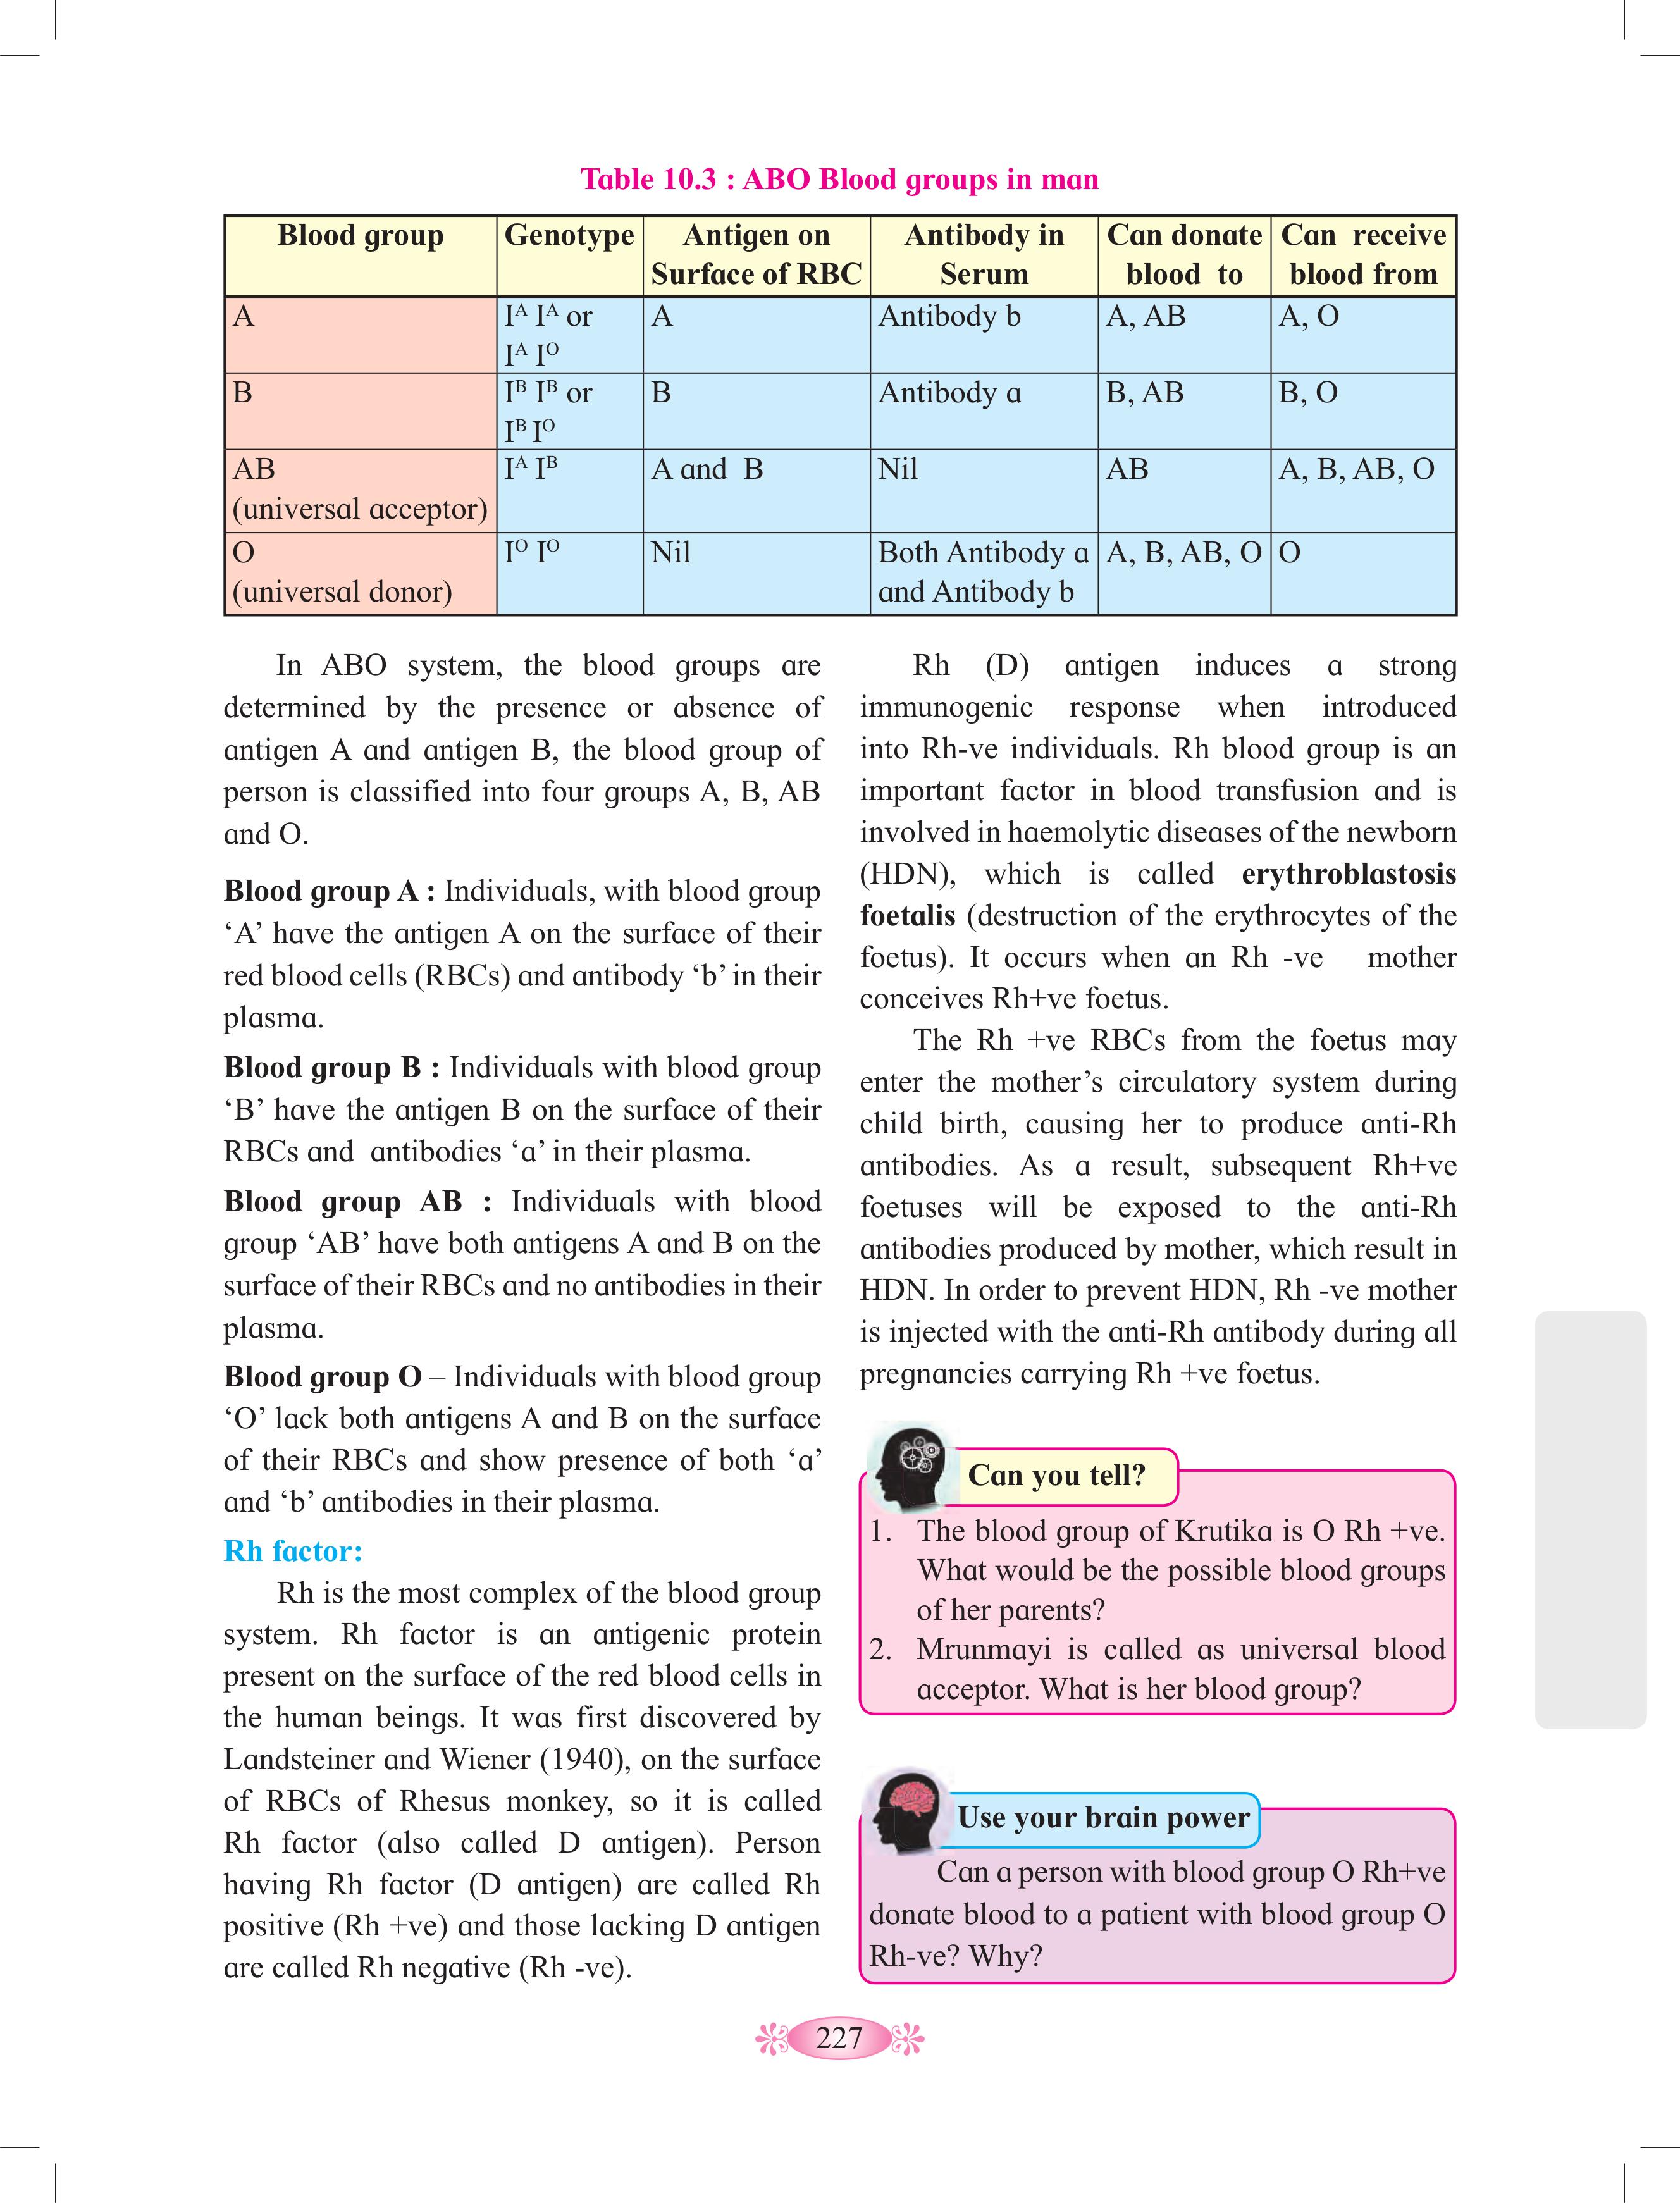 Table 10.3 : ABO Blood groups in man
Blood group Genotype Antigen on Surface of RBC Antibody in Serum Can donate blood to Can receive blood from
A Iᴬ Iᴬ or Iᴬ Iᴼ A Antibody b A, AB A, O
B Iᴮ Iᴮ or Iᴮ Iᴼ B Antibody a B, AB B, O
AB (universal acceptor) Iᴬ Iᴮ A and B Nil AB A, B, AB, O
O (universal donor) Iᴼ Iᴼ Nil Both Antibody a and Antibody b A, B, AB, O O
In ABO system, the blood groups are
determined by the presence or absence of
antigen A and antigen B, the blood group of
person is classified into four groups A, B, AB
and O.
Blood group A : Individuals, with blood group
‘A’ have the antigen A on the surface of their
red blood cells (RBCs) and antibody ‘b’ in their
plasma.
Blood group B : Individuals with blood group
‘B’ have the antigen B on the surface of their
RBCs and antibodies ‘a’ in their plasma.
Blood group AB : Individuals with blood
group ‘AB’ have both antigens A and B on the
surface of their RBCs and no antibodies in their
plasma.
Blood group O – Individuals with blood group
‘O’ lack both antigens A and B on the surface
of their RBCs and show presence of both ‘a’
and ‘b’ antibodies in their plasma.
Rh factor:
Rh is the most complex of the blood group
system. Rh factor is an antigenic protein
present on the surface of the red blood cells in
the human beings. It was first discovered by
Landsteiner and Wiener (1940), on the surface
of RBCs of Rhesus monkey, so it is called
Rh factor (also called D antigen). Person
having Rh factor (D antigen) are called Rh
positive (Rh +ve) and those lacking D antigen
are called Rh negative (Rh -ve).
Rh (D) antigen induces a strong
immunogenic response when introduced
into Rh-ve individuals. Rh blood group is an
important factor in blood transfusion and is
involved in haemolytic diseases of the newborn
(HDN), which is called erythroblastosis
foetalis (destruction of the erythrocytes of the
foetus). It occurs when an Rh -ve mother
conceives Rh+ve foetus.
The Rh +ve RBCs from the foetus may
enter the mother’s circulatory system during
child birth, causing her to produce anti-Rh
antibodies. As a result, subsequent Rh+ve
foetuses will be exposed to the anti-Rh
antibodies produced by mother, which result in
HDN. In order to prevent HDN, Rh -ve mother
is injected with the anti-Rh antibody during all
pregnancies carrying Rh +ve foetus.
Can you tell?
1. The blood group of Krutika is O Rh +ve.
What would be the possible blood groups
of her parents?
2. Mrunmayi is called as universal blood
acceptor. What is her blood group?
Use your brain power
Can a person with blood group O Rh+ve
donate blood to a patient with blood group O
Rh-ve? Why?
227